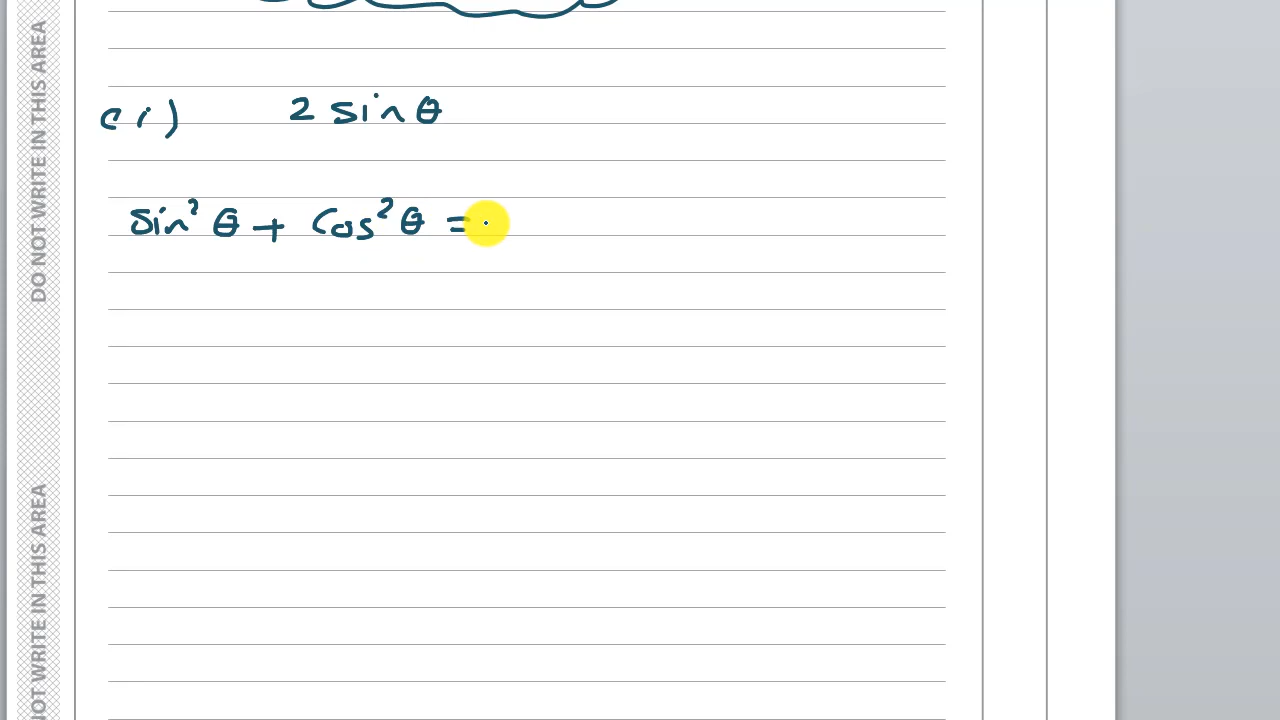 DO NOT WRITE IN THIS AREA
c i) 2 sin θ
sin² θ + cos² θ =
NOT WRITE IN THIS AREA